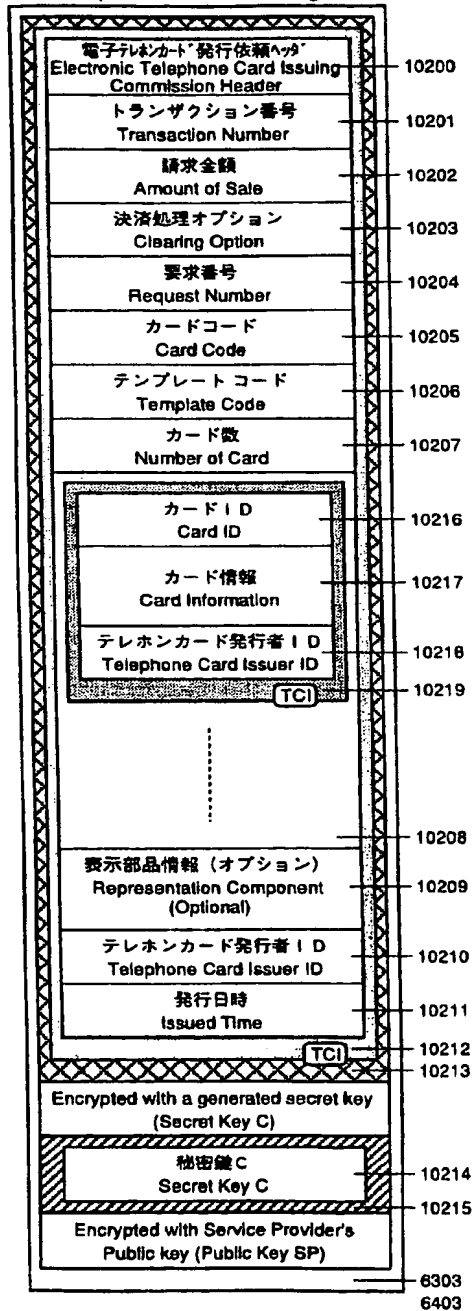 電子テレホンカード発行依頼ヘッダ
Electronic Telephone Card Issuing
Commission Header
10200
トランザクション番号
Transaction Number
10201
請求金額
Amount of Sale
10202
決済処理オプション
Clearing Option
10203
要求番号
Request Number
10204
カードコード
Card Code
10205
テンプレート コード
Template Code
10206
カード数
Number of Card
10207
カードID
Card ID
10216
カード情報
Card Information
10217
テレホンカード発行者ID
Telephone Card Issuer ID
10218
TCI
10219
10208
表示部品情報（オプション）
Representation Component
(Optional)
10209
テレホンカード発行者ID
Telephone Card Issuer ID
10210
発行日時
Issued Time
10211
10212
TCI
10213
Encrypted with a generated secret key
(Secret Key C)
秘密鍵C
Secret Key C
10214
10215
Encrypted with Service Provider's
Public key (Public Key SP)
6303
6403